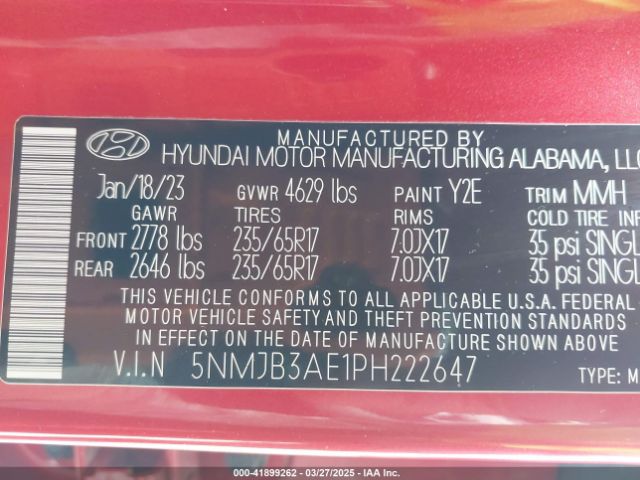 MANUFACTURED BY
HYUNDAI MOTOR MANUFACTURING ALABAMA, LLC
Jan/18/23 GVWR 4629 lbs PAINT Y2E TRIM MMH
GAWR TIRES RIMS COLD TIRE INF
FRONT 2778 lbs 235/65R17 7.0JX17 35 psi SINGL
REAR 2646 lbs 235/65R17 7.0JX17 35 psi SINGL
THIS VEHICLE CONFORMS TO ALL APPLICABLE U.S.A. FEDERAL
MOTOR VEHICLE SAFETY AND THEFT PREVENTION STANDARDS
IN EFFECT ON THE DATE OF MANUFACTURE SHOWN ABOVE.
V.I.N 5NMJB3AE1PH222647 TYPE: M
000-41899262 - 03/27/2025 - IAA Holdings, LLC.